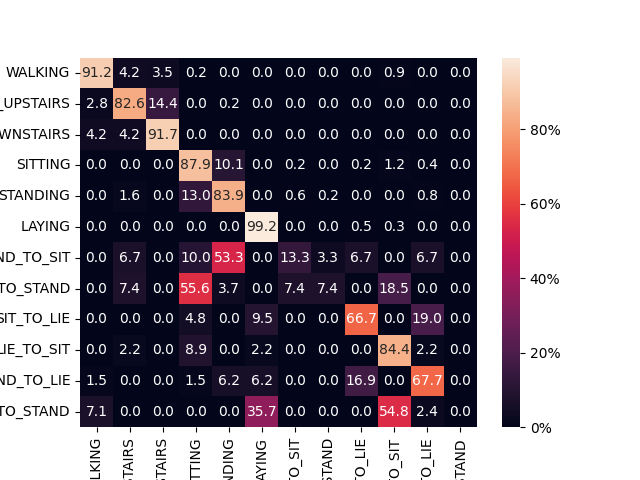 WALKING 91.2 4.2 3.5 0.2 0.0 0.0 0.0 0.0 0.0 0.9 0.0 0.0
_UPSTAIRS 2.8 82.6 14.4 0.0 0.2 0.0 0.0 0.0 0.0 0.0 0.0 0.0
WNSTAIRS 4.2 4.2 91.7 0.0 0.0 0.0 0.0 0.0 0.0 0.0 0.0 0.0
SITTING 0.0 0.0 0.0 87.9 10.1 0.0 0.2 0.0 0.2 1.2 0.4 0.0
STANDING 0.0 1.6 0.0 13.0 83.9 0.0 0.6 0.2 0.0 0.0 0.8 0.0
LAYING 0.0 0.0 0.0 0.0 0.0 99.2 0.0 0.0 0.5 0.3 0.0 0.0
ND_TO_SIT 0.0 6.7 0.0 10.0 53.3 0.0 13.3 3.3 6.7 0.0 6.7 0.0
TO_STAND 0.0 7.4 0.0 55.6 3.7 0.0 7.4 7.4 0.0 18.5 0.0 0.0
SIT_TO_LIE 0.0 0.0 0.0 4.8 0.0 9.5 0.0 0.0 66.7 0.0 19.0 0.0
LIE_TO_SIT 0.0 2.2 0.0 8.9 0.0 2.2 0.0 0.0 0.0 84.4 2.2 0.0
ND_TO_LIE 1.5 0.0 0.0 1.5 6.2 6.2 0.0 0.0 16.9 0.0 67.7 0.0
TO_STAND 7.1 0.0 0.0 0.0 0.0 35.7 0.0 0.0 0.0 54.8 2.4 0.0
LKING
STAIRS
STAIRS
TTING
NDING
AYING
TO_SIT
STAND
TO_LIE
TO_SIT
TO_LIE
STAND
80%
60%
40%
20%
0%